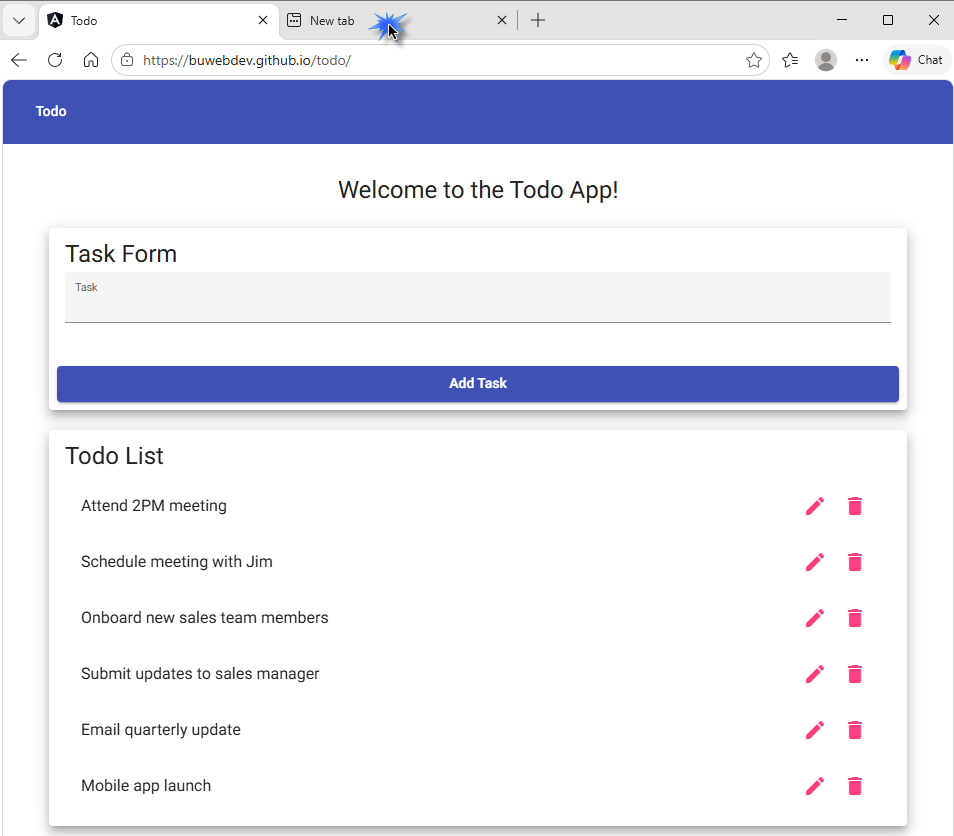 Todo
New tab
https://buwebdev.github.io/todo/
Chat
Todo
Welcome to the Todo App!
Task Form
Task
Add Task
Todo List
Attend 2PM meeting
Schedule meeting with Jim
Onboard new sales team members
Submit updates to sales manager
Email quarterly update
Mobile app launch